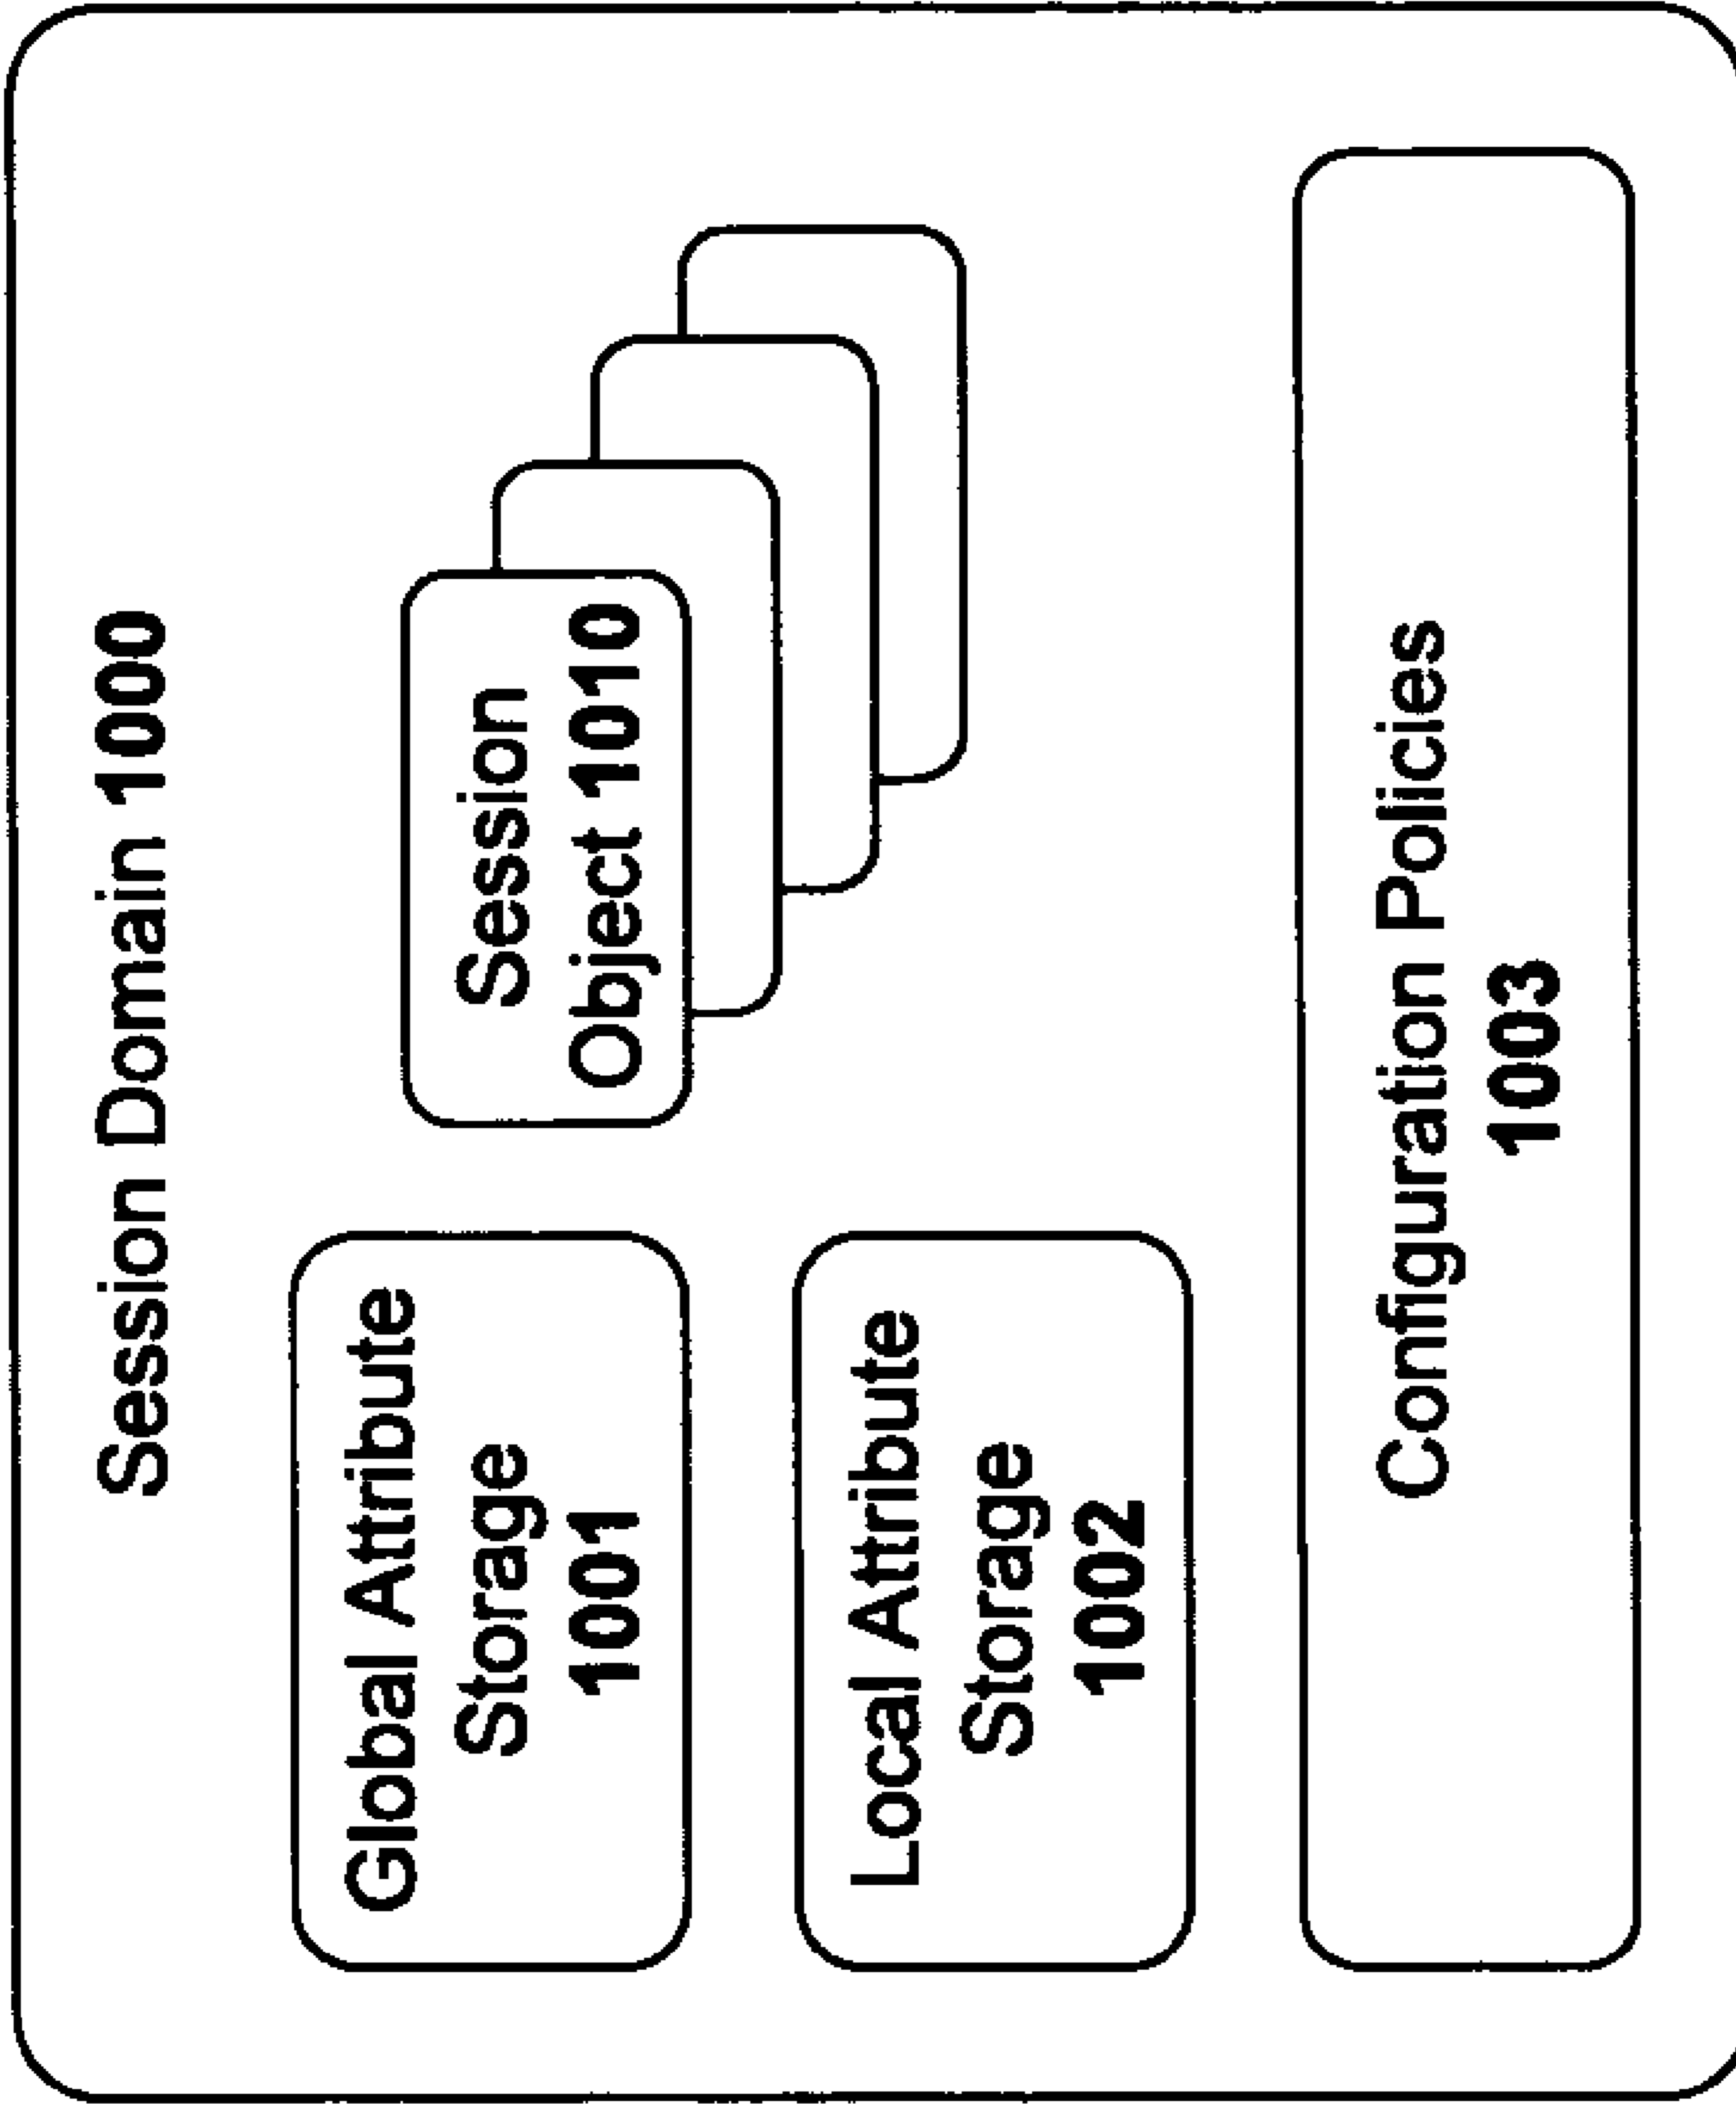 Session Domain 1000
Global Attribute
Storage
1001
Session
Object 1010
Local Attribute
Storage
1002
Configuration Policies
1003